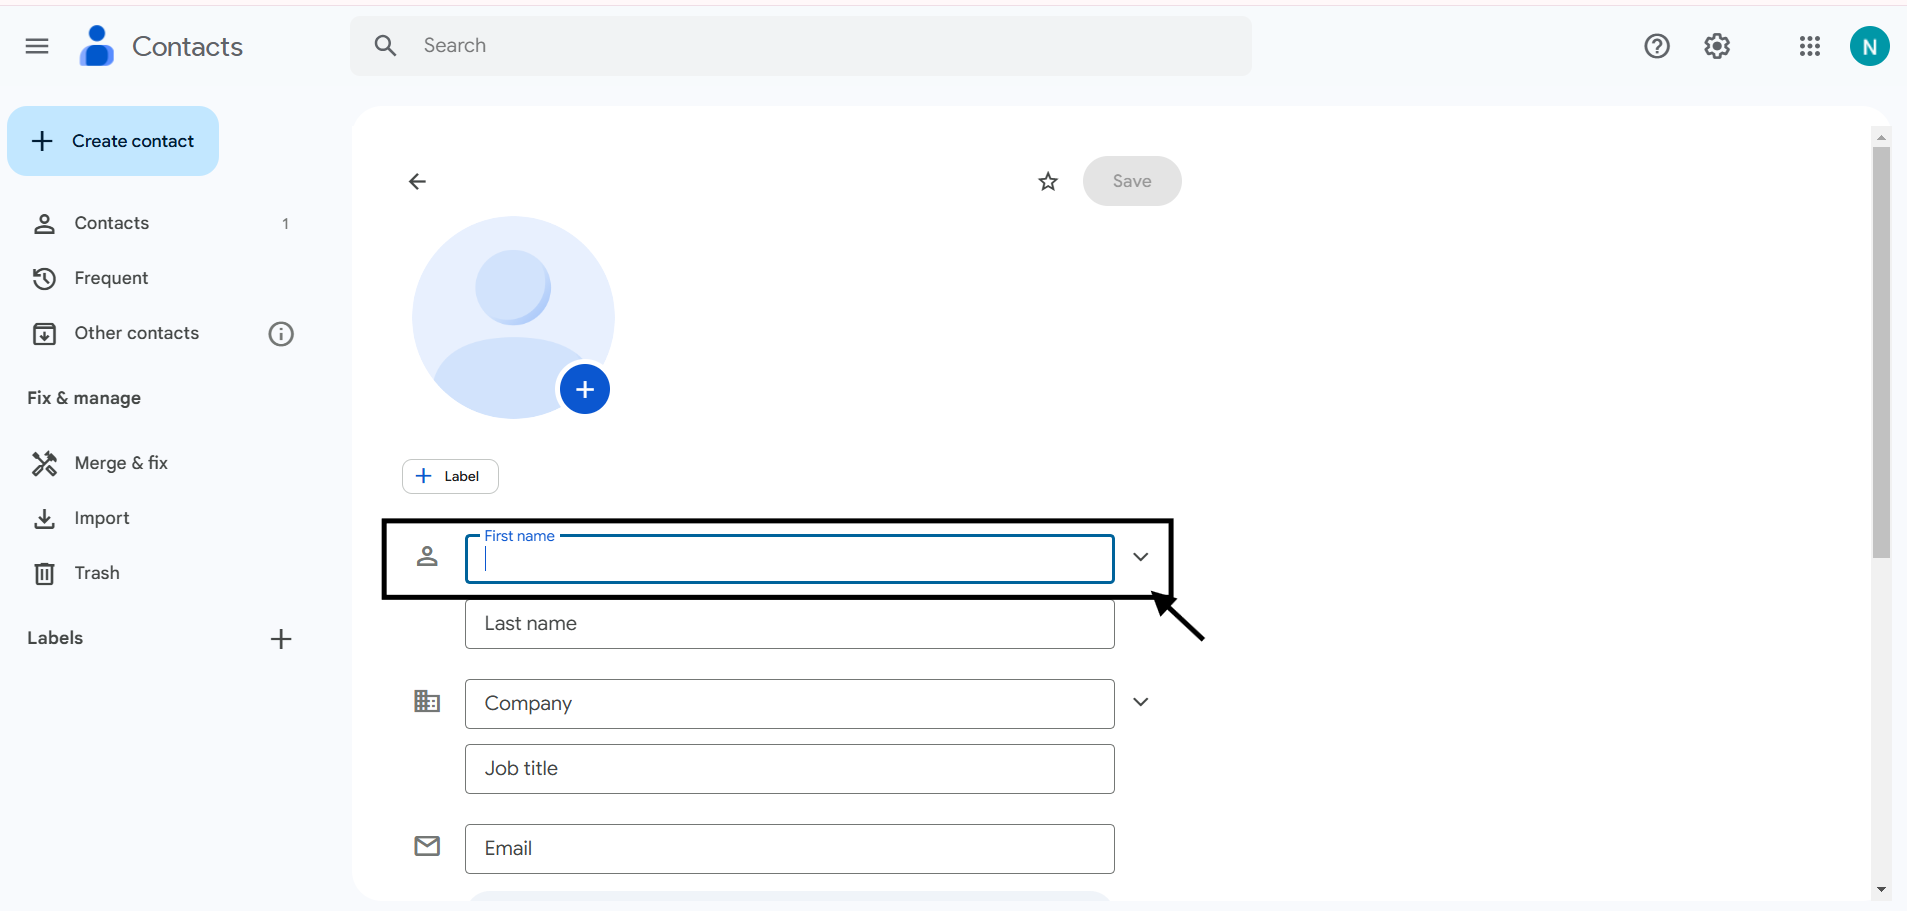 Contacts
Search
N
Create contact
Contacts 1
Frequent
Other contacts
Fix & manage
Merge & fix
Import
Trash
Labels
Save
Label
First name
Last name
Company
Job title
Email